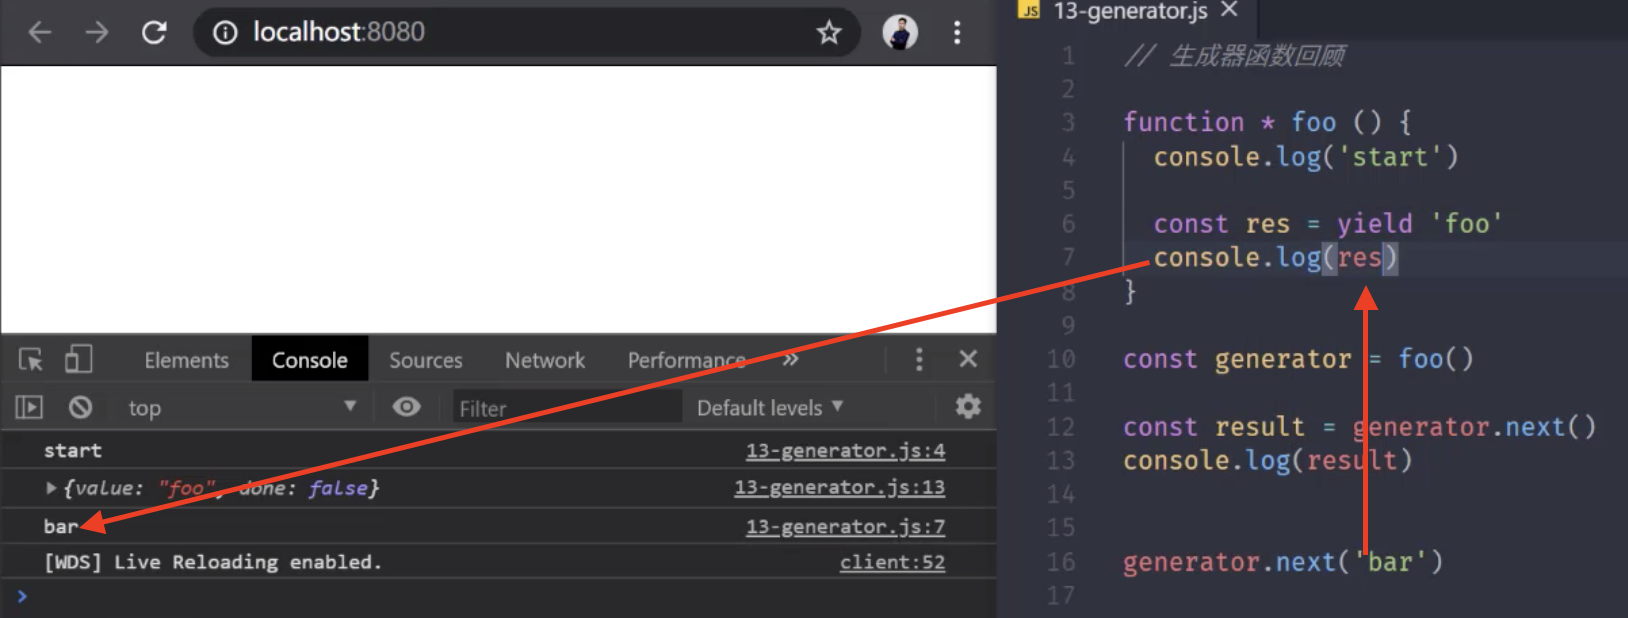 localhost:8080
Elements Console Sources Network Performance »
top Filter Default levels
start 13-generator.js:4
{value: "foo", done: false} 13-generator.js:13
bar 13-generator.js:7
[WDS] Live Reloading enabled. client:52
JS 13-generator.js
1 // 生成器函数回顾
2
3 function * foo () {
4 console.log('start')
5
6 const res = yield 'foo'
7 console.log(res)
8 }
9
10 const generator = foo()
11
12 const result = generator.next()
13 console.log(result)
14
15
16 generator.next('bar')
17